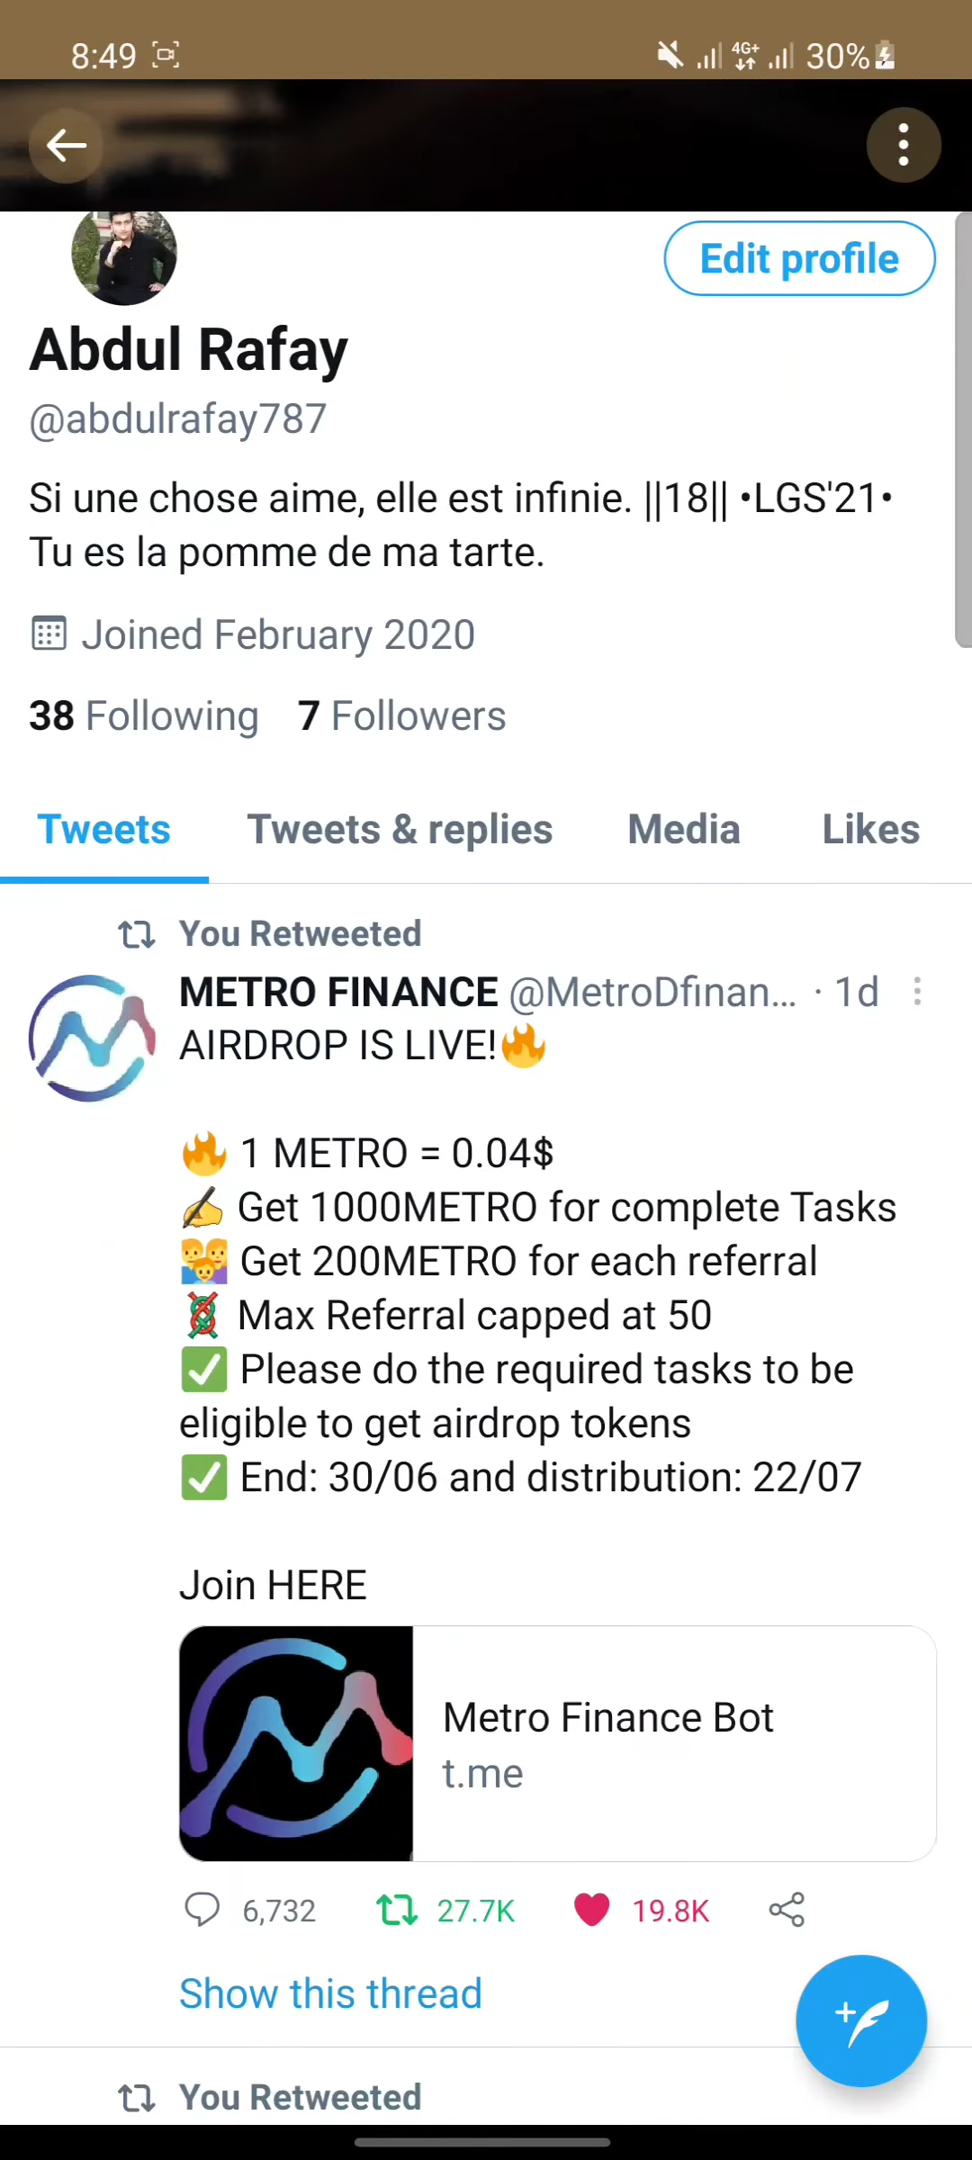 8:49 4G+ 30%
Edit profile
Abdul Rafay
@abdulrafay787
Si une chose aime, elle est infinie. ||18|| •LGS'21•
Tu es la pomme de ma tarte.
Joined February 2020
38 Following 7 Followers
Tweets Tweets & replies Media Likes
You Retweeted
METRO FINANCE @MetroDfinan... · 1d
AIRDROP IS LIVE!🔥
🔥 1 METRO = 0.04$
✍️ Get 1000METRO for complete Tasks
👨‍👩‍👦 Get 200METRO for each referral
🪢 Max Referral capped at 50
✅ Please do the required tasks to be
eligible to get airdrop tokens
✅ End: 30/06 and distribution: 22/07
Join HERE
Metro Finance Bot
t.me
6,732 27.7K 19.8K
Show this thread
You Retweeted